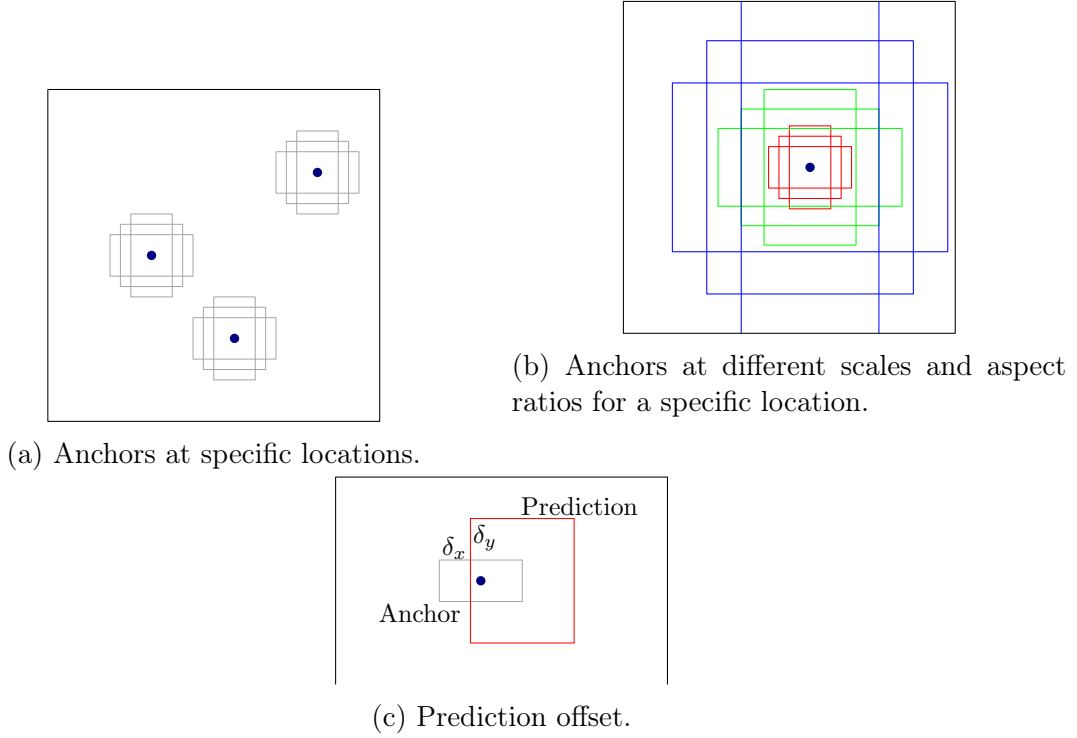 (a) Anchors at specific locations.
(b) Anchors at different scales and aspect
ratios for a specific location.
Prediction
δx
δy
Anchor
(c) Prediction offset.